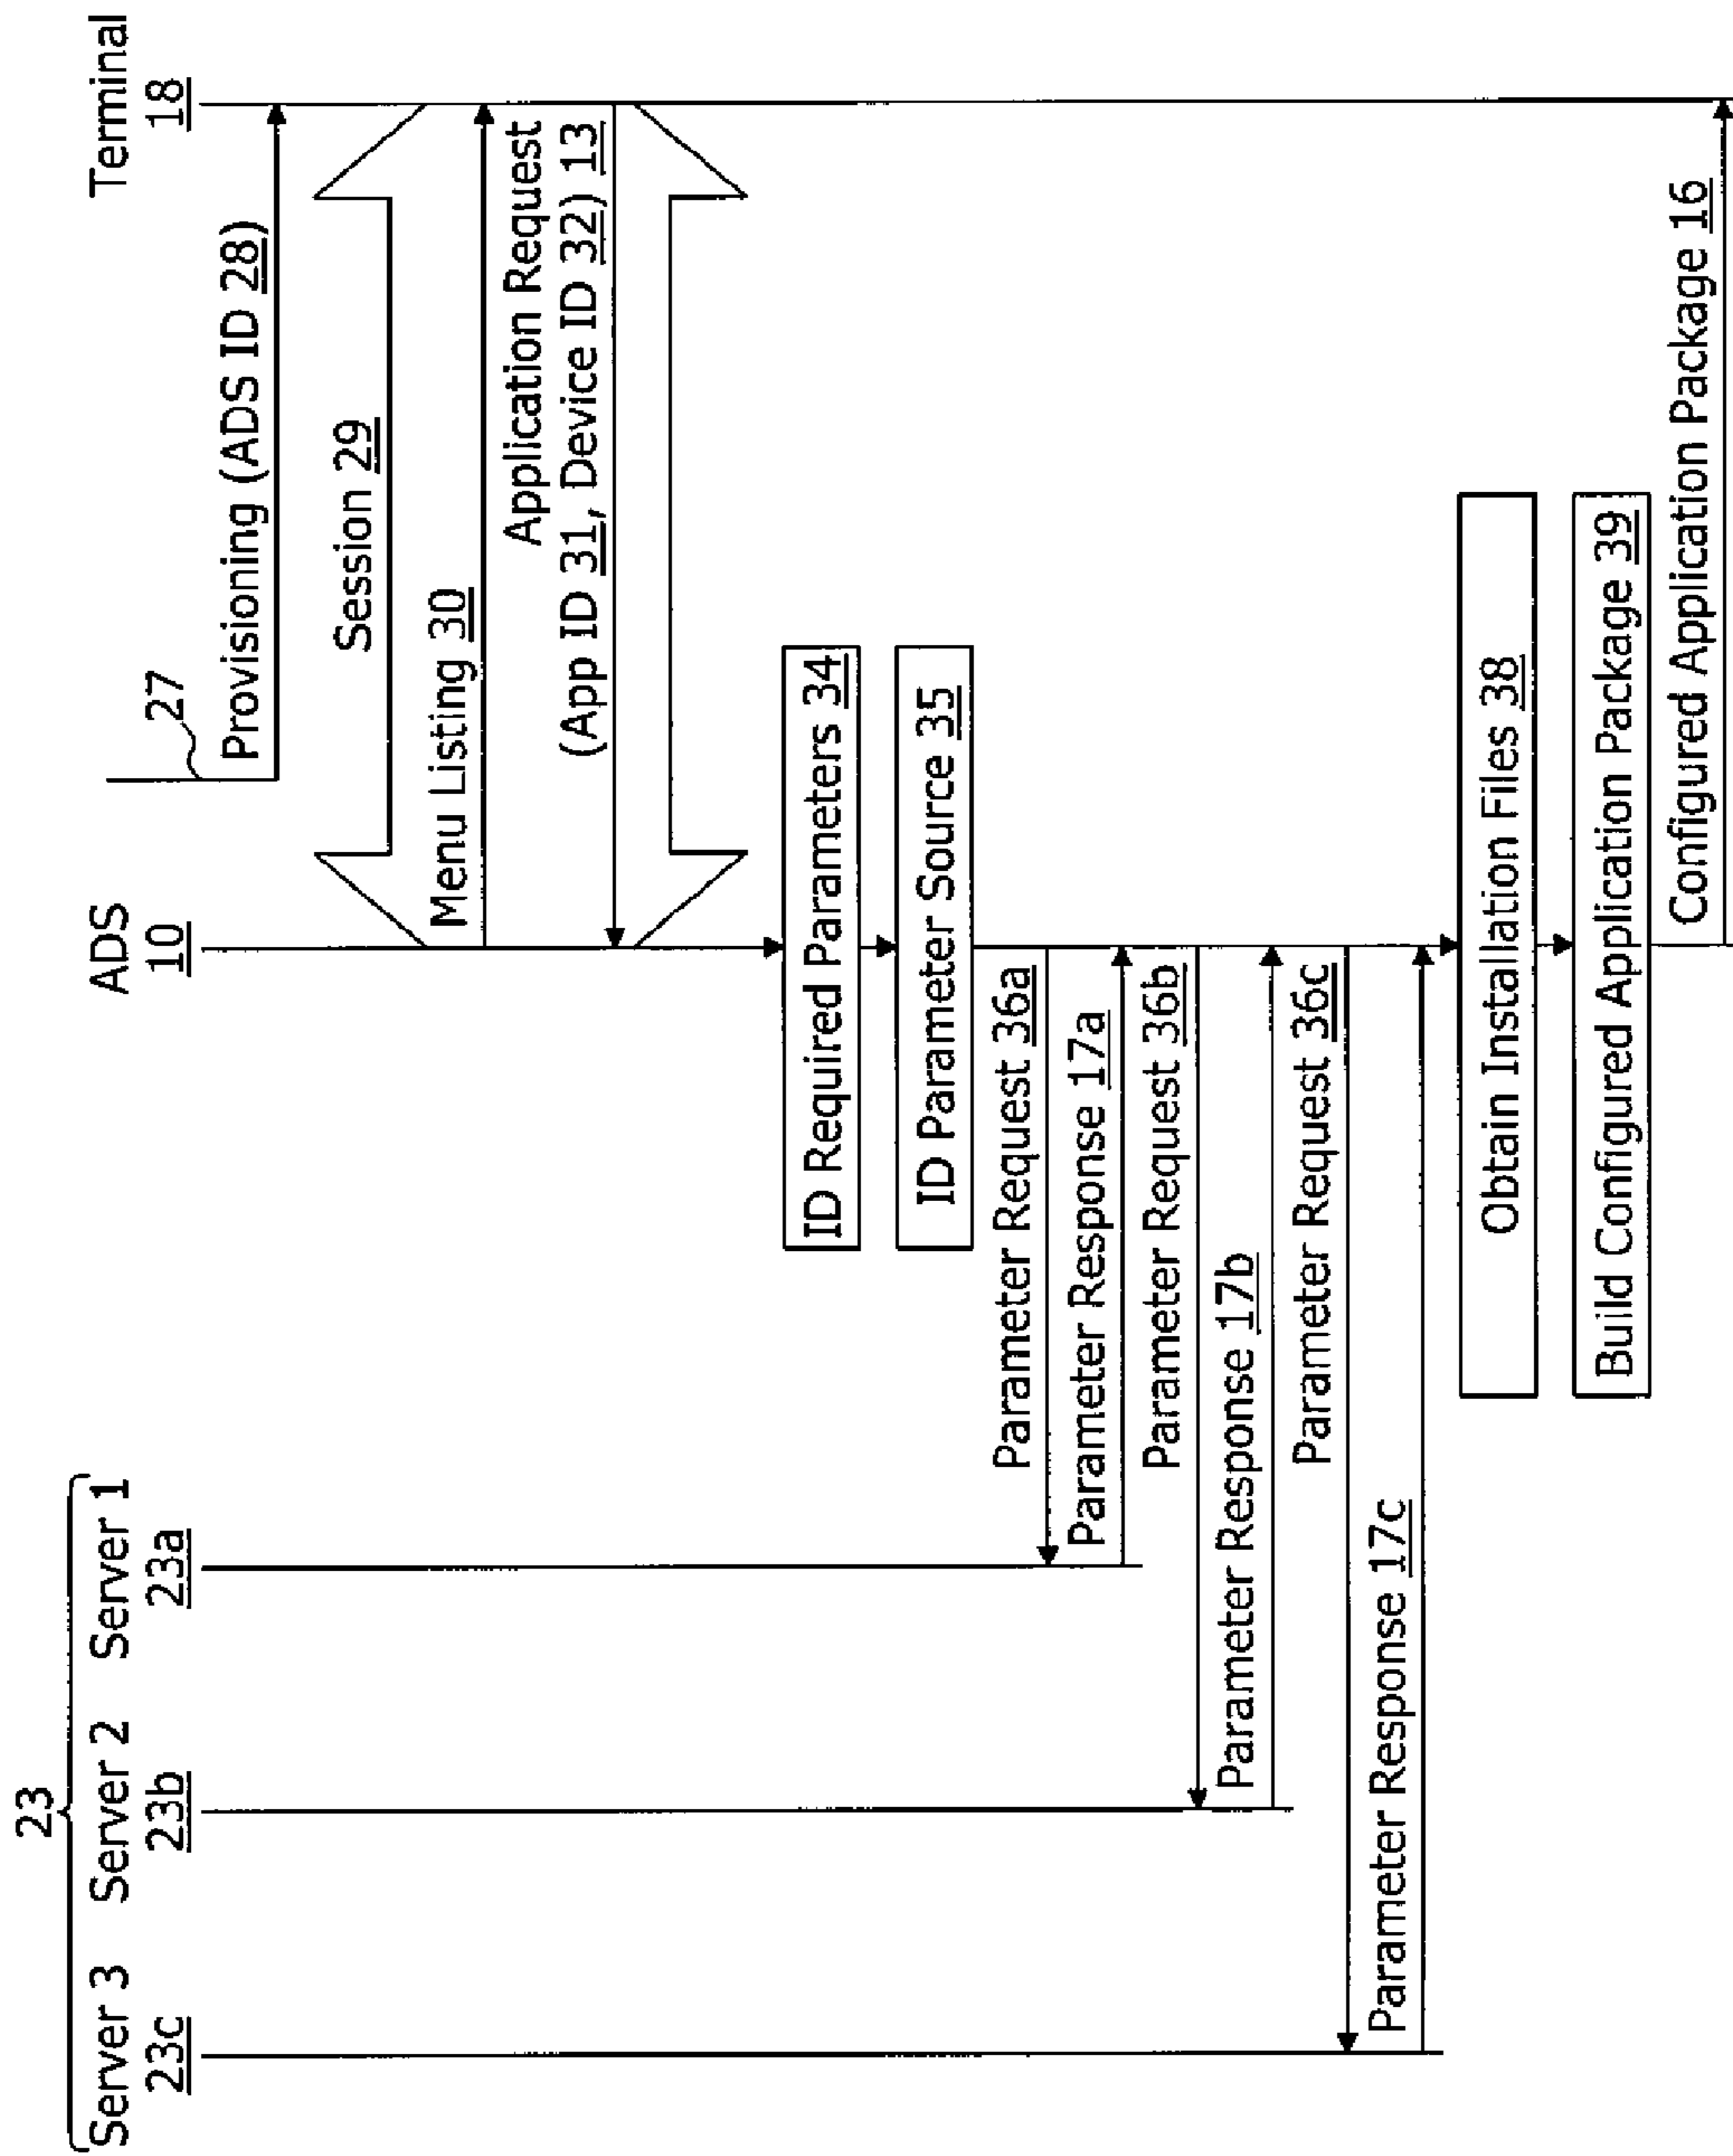 23
Server 3 Server 2 Server 1 ADS Terminal
23c 23b 23a 10 18
27
Provisioning (ADS ID 28)
Session 29
Menu Listing 30
Application Request
(App ID 31, Device ID 32) 13
ID Required Parameters 34
ID Parameter Source 35
Parameter Request 36a
Parameter Response 17a
Parameter Request 36b
Parameter Response 17b
Parameter Request 36c
Parameter Response 17c
Obtain Installation Files 38
Build Configured Application Package 39
Configured Application Package 16